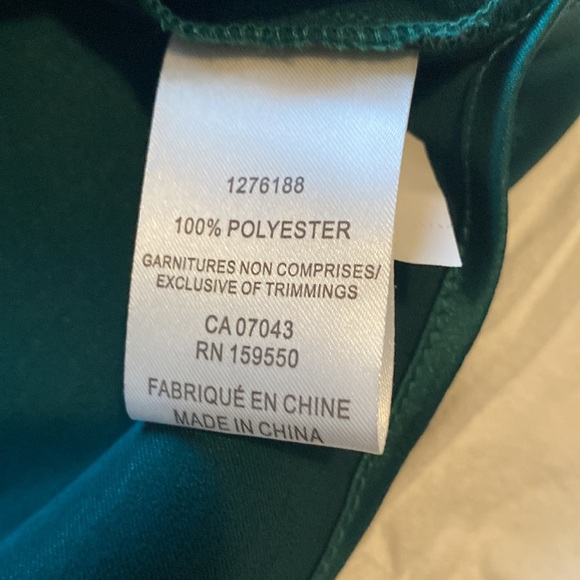 1276188
100% POLYESTER
GARNITURES NON COMPRISES/
EXCLUSIVE OF TRIMMINGS
CA 07043
RN 159550
FABRIQUÉ EN CHINE
MADE IN CHINA